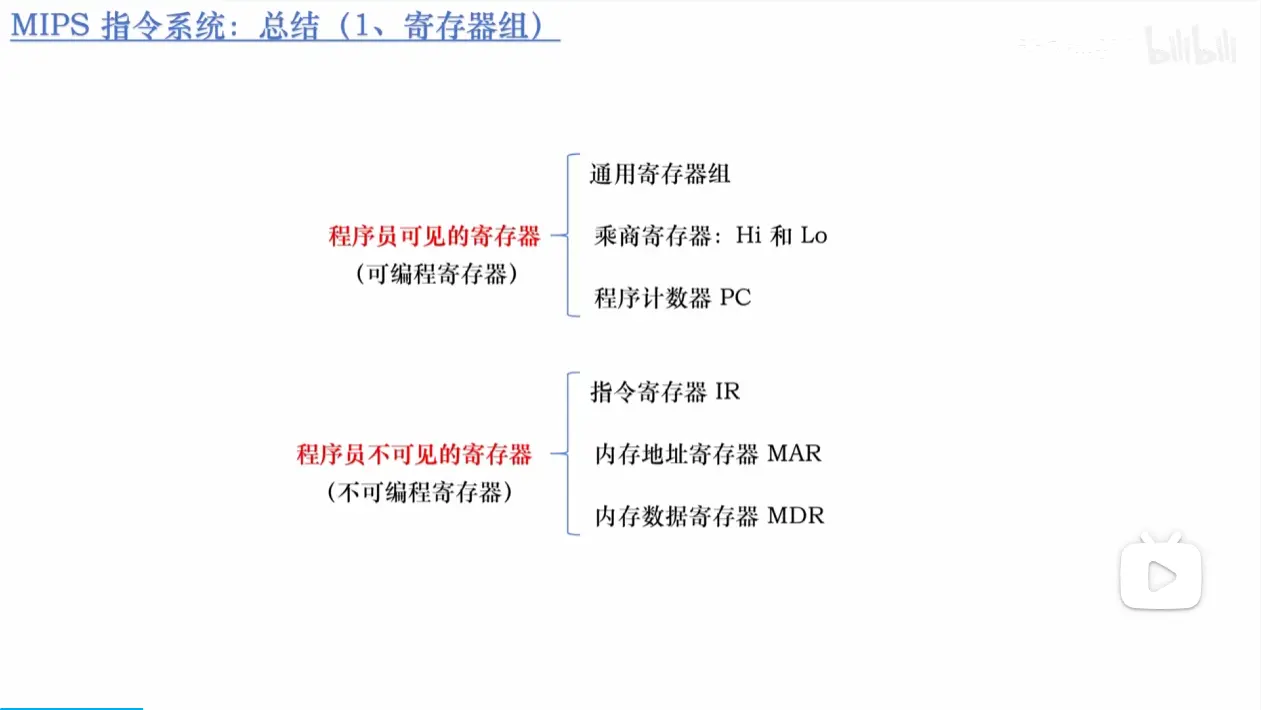 MIPS 指令系统：总结（1、寄存器组）
bilibili
通用寄存器组
程序员可见的寄存器
（可编程寄存器）
乘商寄存器：Hi 和 Lo
程序计数器 PC
指令寄存器 IR
程序员不可见的寄存器
（不可编程寄存器）
内存地址寄存器 MAR
内存数据寄存器 MDR